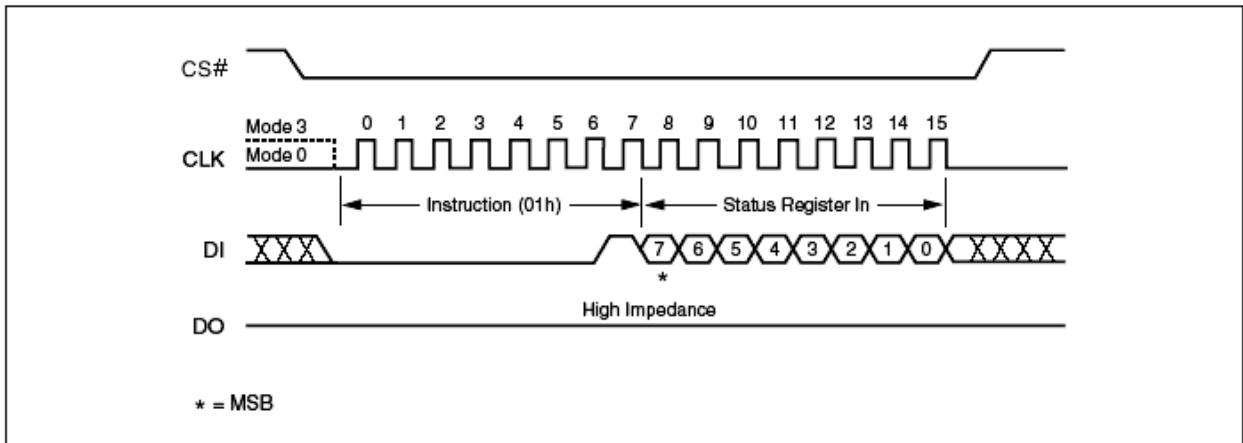 CS#
Mode 3
0 1 2 3 4 5 6 7 8 9 10 11 12 13 14 15
CLK
Mode 0
Instruction (01h)
Status Register In
DI
7 6 5 4 3 2 1 0
*
High Impedance
DO
* = MSB